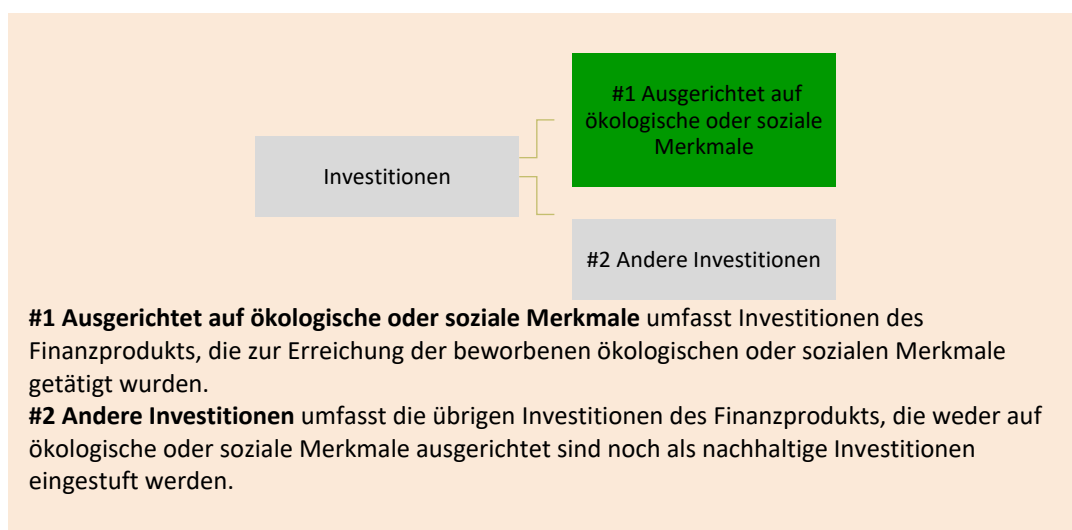 #1 Ausgerichtet auf
ökologische oder soziale
Merkmale
Investitionen
#2 Andere Investitionen
#1 Ausgerichtet auf ökologische oder soziale Merkmale umfasst Investitionen des
Finanzprodukts, die zur Erreichung der beworbenen ökologischen oder sozialen Merkmale
getätigt wurden.
#2 Andere Investitionen umfasst die übrigen Investitionen des Finanzprodukts, die weder auf
ökologische oder soziale Merkmale ausgerichtet sind noch als nachhaltige Investitionen
eingestuft werden.